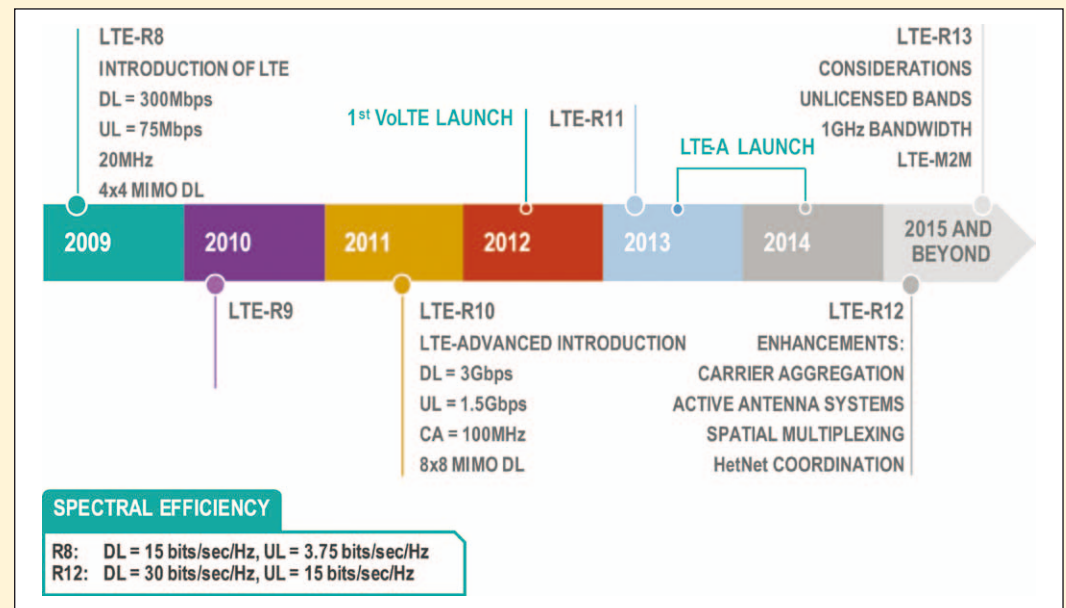 LTE-R8
INTRODUCTION OF LTE
DL = 300Mbps
UL = 75Mbps
20MHz
4x4 MIMO DL
1st VoLTE LAUNCH
LTE-R11
LTE-A LAUNCH
LTE-R13
CONSIDERATIONS
UNLICENSED BANDS
1GHz BANDWIDTH
LTE-M2M
2009
2010
2011
2012
2013
2014
2015 AND
BEYOND
LTE-R9
LTE-R10
LTE-ADVANCED INTRODUCTION
DL = 3Gbps
UL = 1.5Gbps
CA = 100MHz
8x8 MIMO DL
LTE-R12
ENHANCEMENTS:
CARRIER AGGREGATION
ACTIVE ANTENNA SYSTEMS
SPATIAL MULTIPLEXING
HetNet COORDINATION
SPECTRAL EFFICIENCY
R8: DL = 15 bits/sec/Hz, UL = 3.75 bits/sec/Hz
R12: DL = 30 bits/sec/Hz, UL = 15 bits/sec/Hz